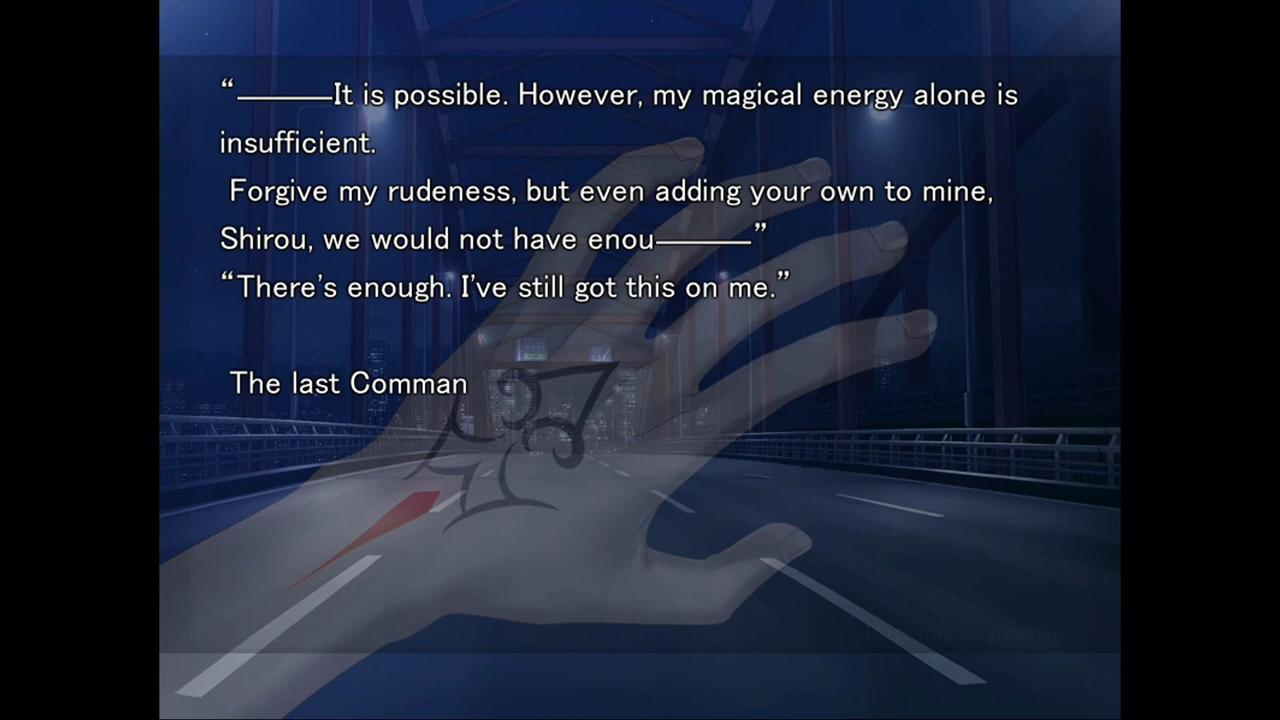 “———It is possible. However, my magical energy alone is
insufficient.
Forgive my rudeness, but even adding your own to mine,
Shirou, we would not have enou———”
“There’s enough. I’ve still got this on me.”
The last Comman